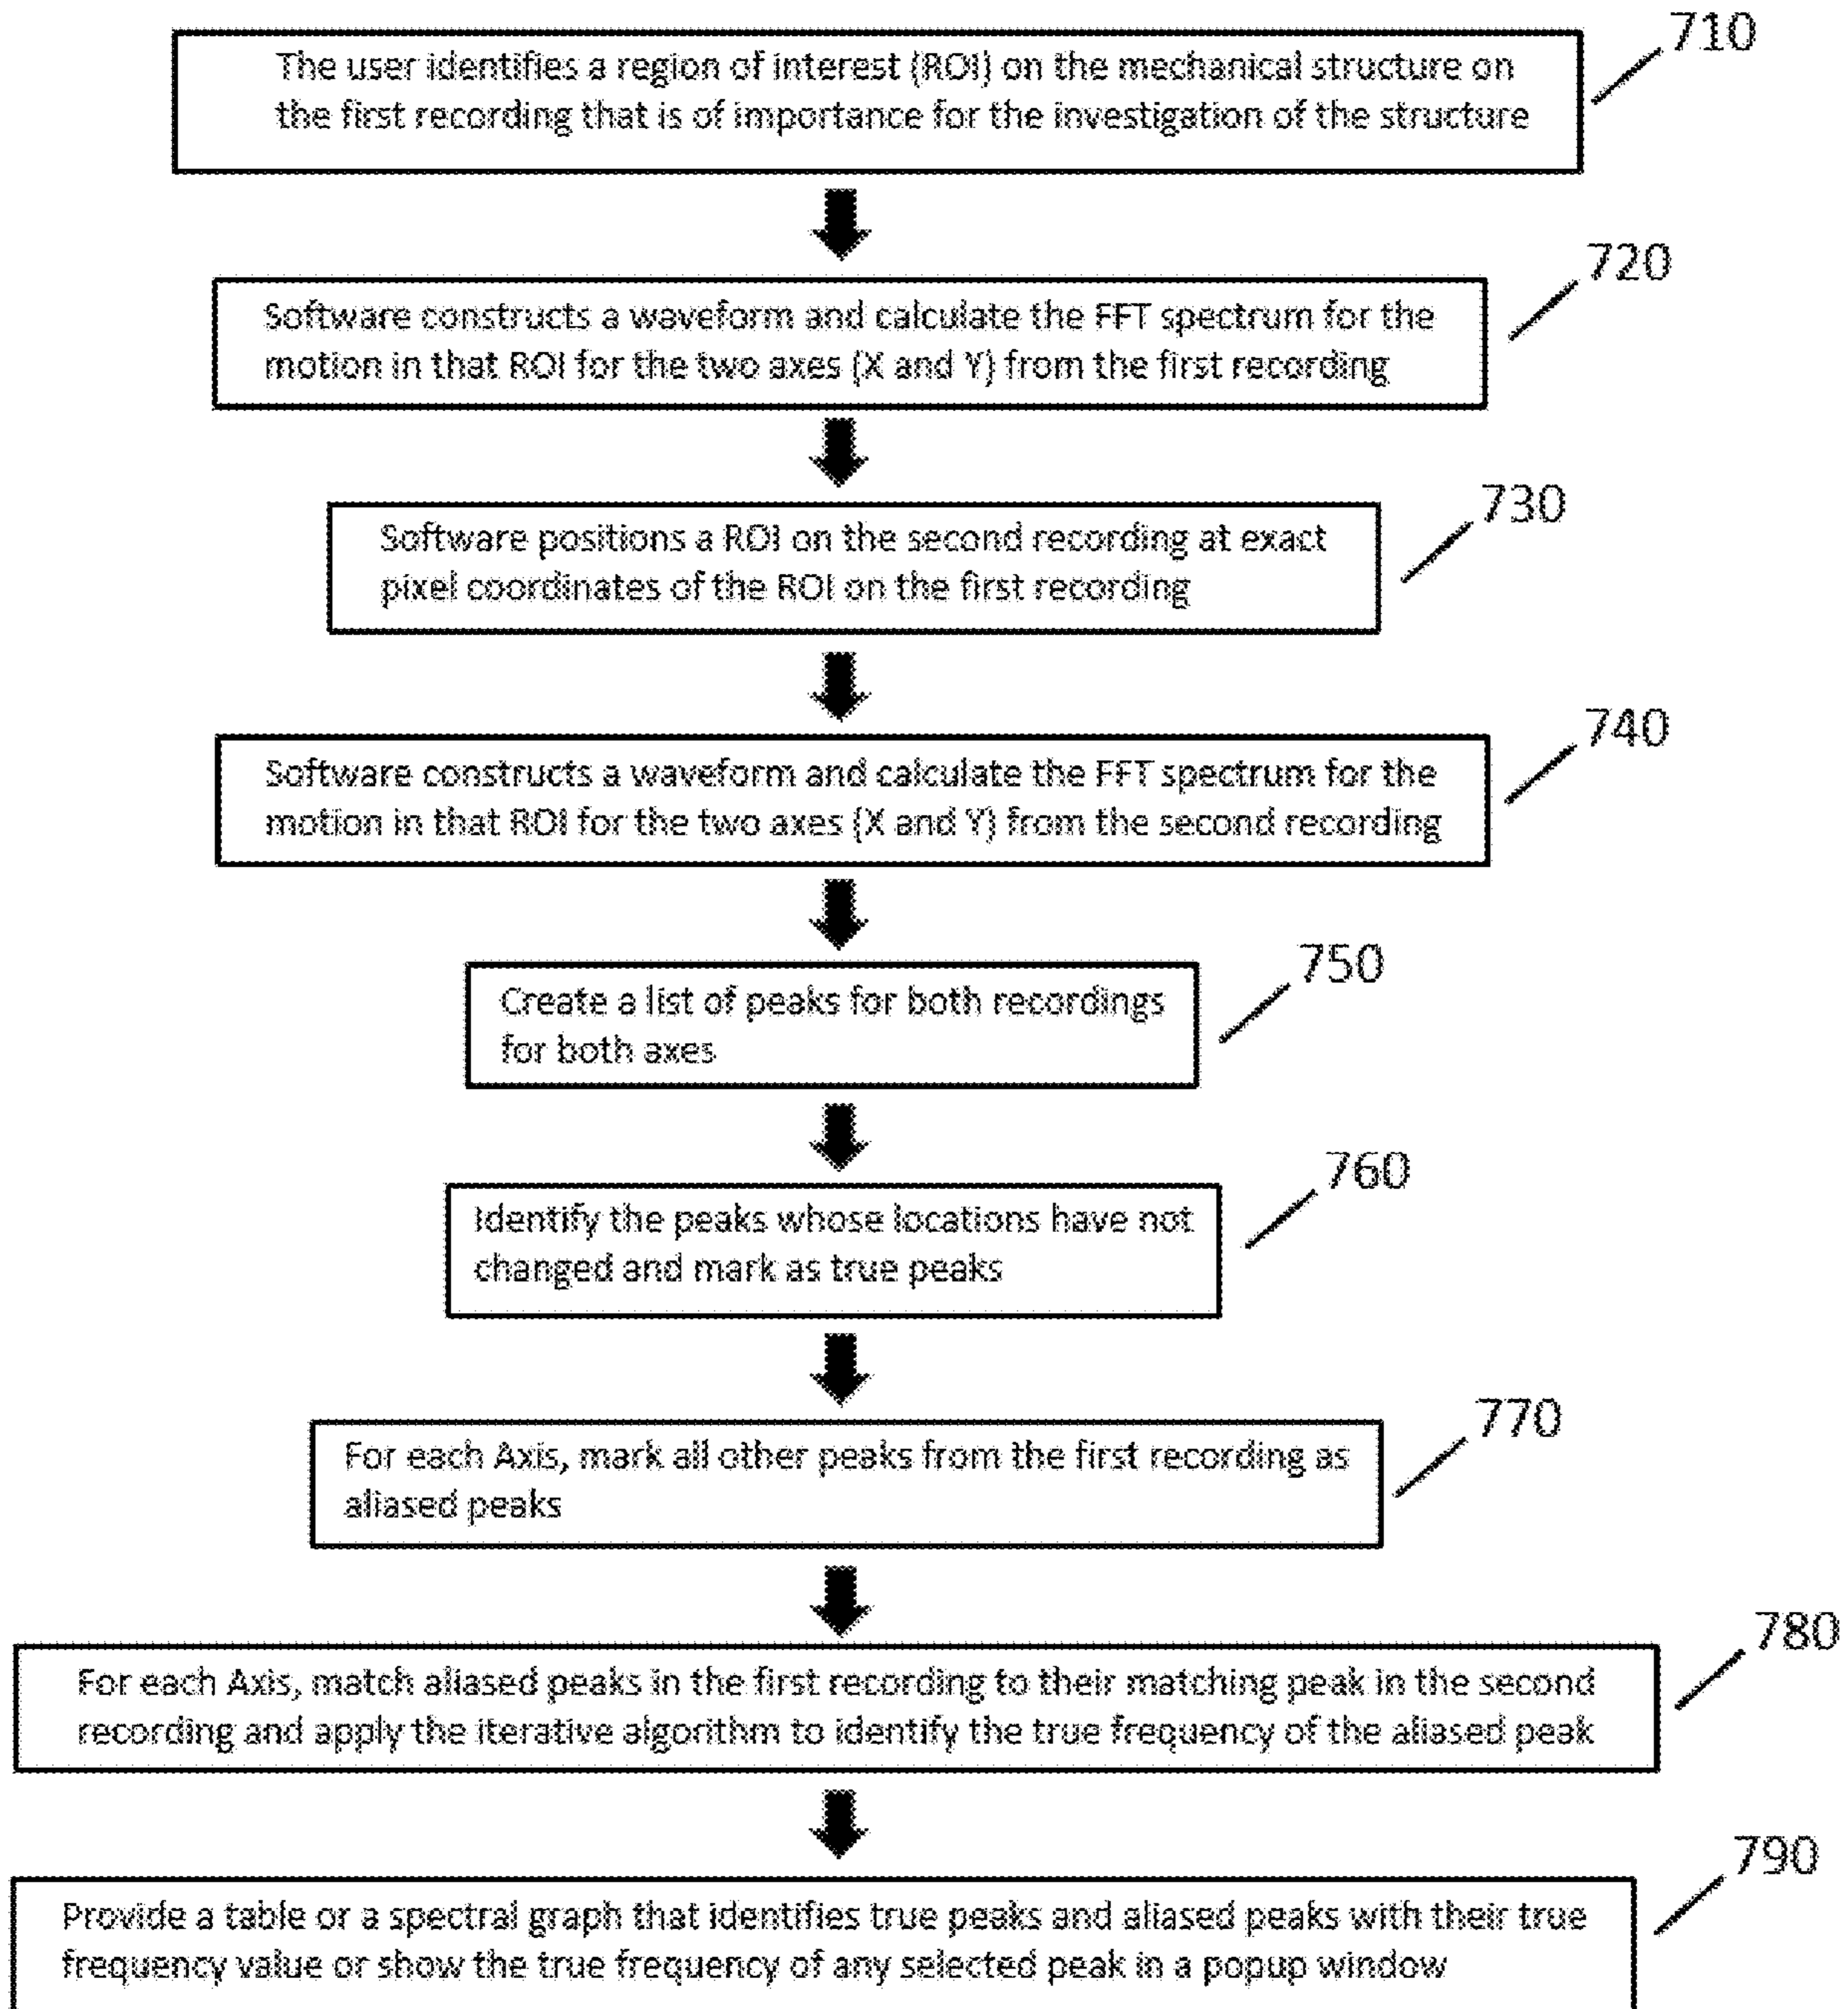 710
The user identifies a region of interest (ROI) on the mechanical structure on
the first recording that is of importance for the investigation of the structure
720
Software constructs a waveform and calculate the FFT spectrum for the
motion in that ROI for the two axes (X and Y) from the first recording
730
Software positions a ROI on the second recording at exact
pixel coordinates of the ROI on the first recording
740
Software constructs a waveform and calculate the FFT spectrum for the
motion in that ROI for the two axes (X and Y) from the second recording
750
Create a list of peaks for both recordings
for both axes
760
Identify the peaks whose locations have not
changed and mark as true peaks
770
For each Axis, mark all other peaks from the first recording as
aliased peaks
780
For each Axis, match aliased peaks in the first recording to their matching peak in the second
recording and apply the iterative algorithm to identify the true frequency of the aliased peak
790
Provide a table or a spectral graph that identifies true peaks and aliased peaks with their true
frequency value or show the true frequency of any selected peak in a popup window